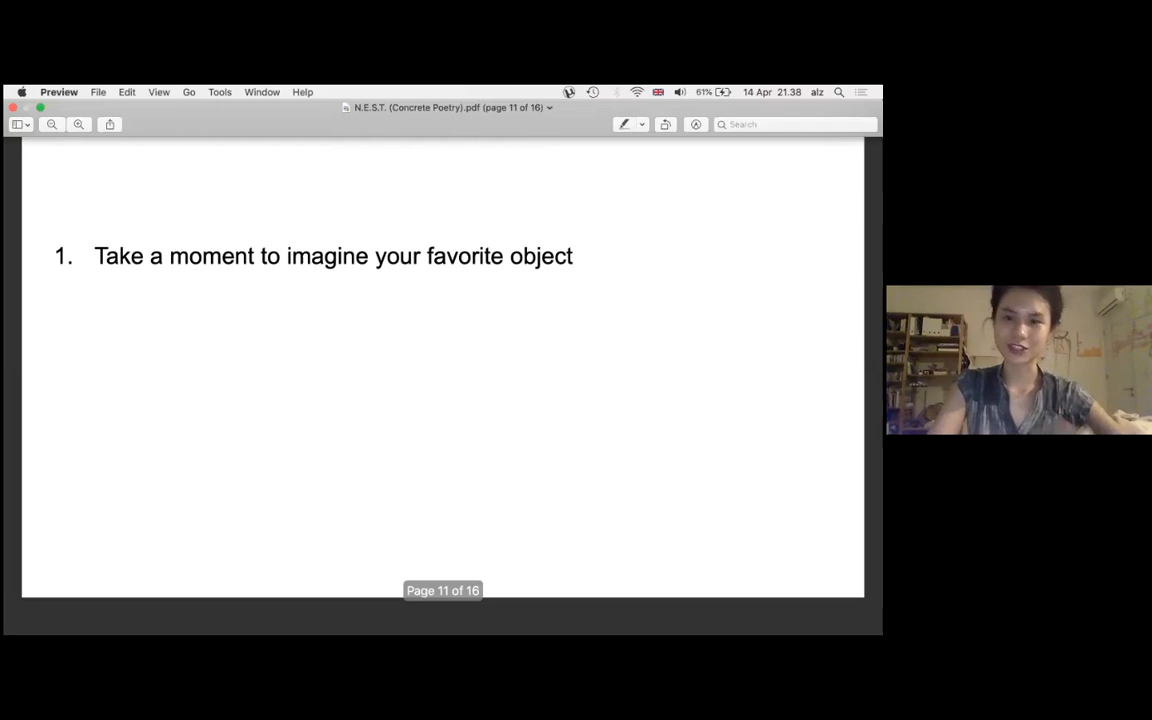 Preview File Edit View Go Tools Window Help 61% 14 Apr 21.38 alz
N.E.S.T. (Concrete Poetry).pdf (page 11 of 16)
Search
1. Take a moment to imagine your favorite object
Page 11 of 16